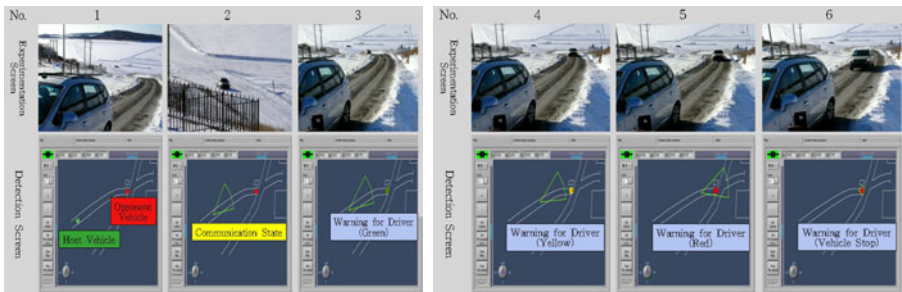 No. 1 2 3
Experimentation Screen
Detection Screen
Opponent Vehicle
Host Vehicle
Communication State
Warning for Driver
(Green)
No. 4 5 6
Experimentation Screen
Detection Screen
Warning for Driver
(Yellow)
Warning for Driver
(Red)
Warning for Driver
(Vehicle Stop)